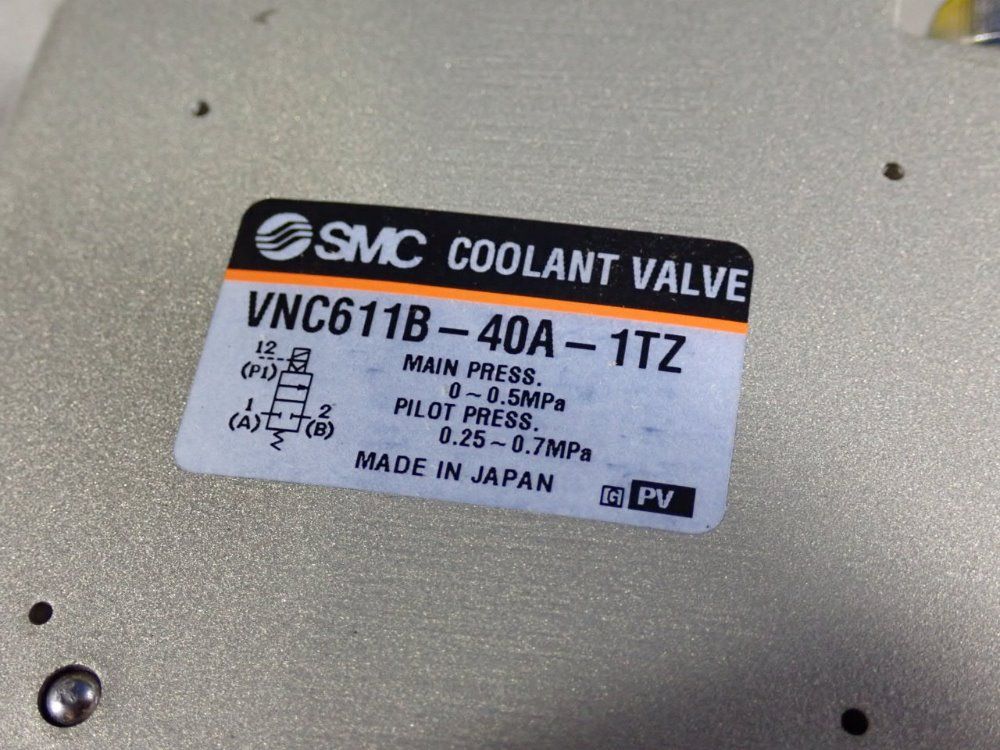 SMC COOLANT VALVE
VNC611B-40A-1TZ
12
(P1)
MAIN PRESS.
0~0.5MPa
PILOT PRESS.
0.25~0.7MPa
1
(A)
2
(B)
MADE IN JAPAN
G PV